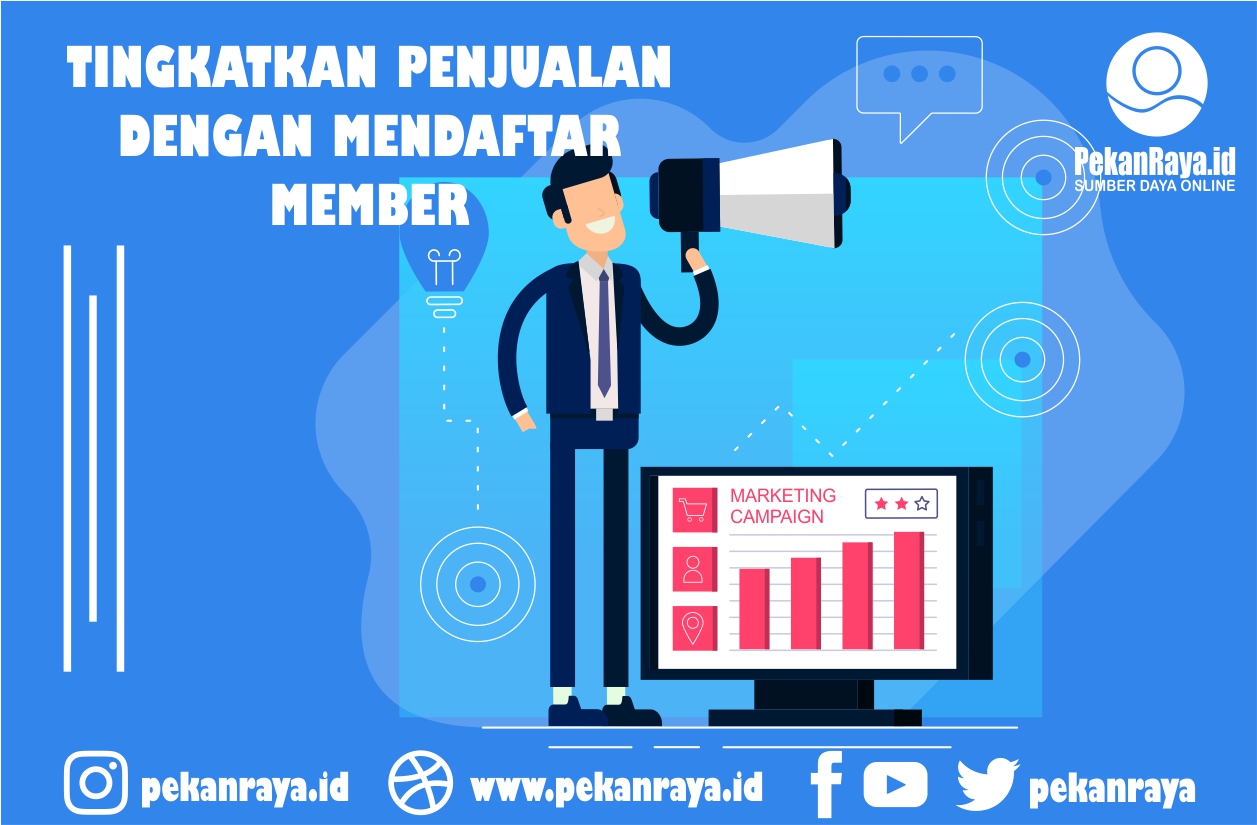 TINGKATKAN PENJUALAN
DENGAN MENDAFTAR
MEMBER
PekanRaya.id
SUMBER DAYA ONLINE
MARKETING
CAMPAIGN
pekanraya.id
www.pekanraya.id
pekanraya